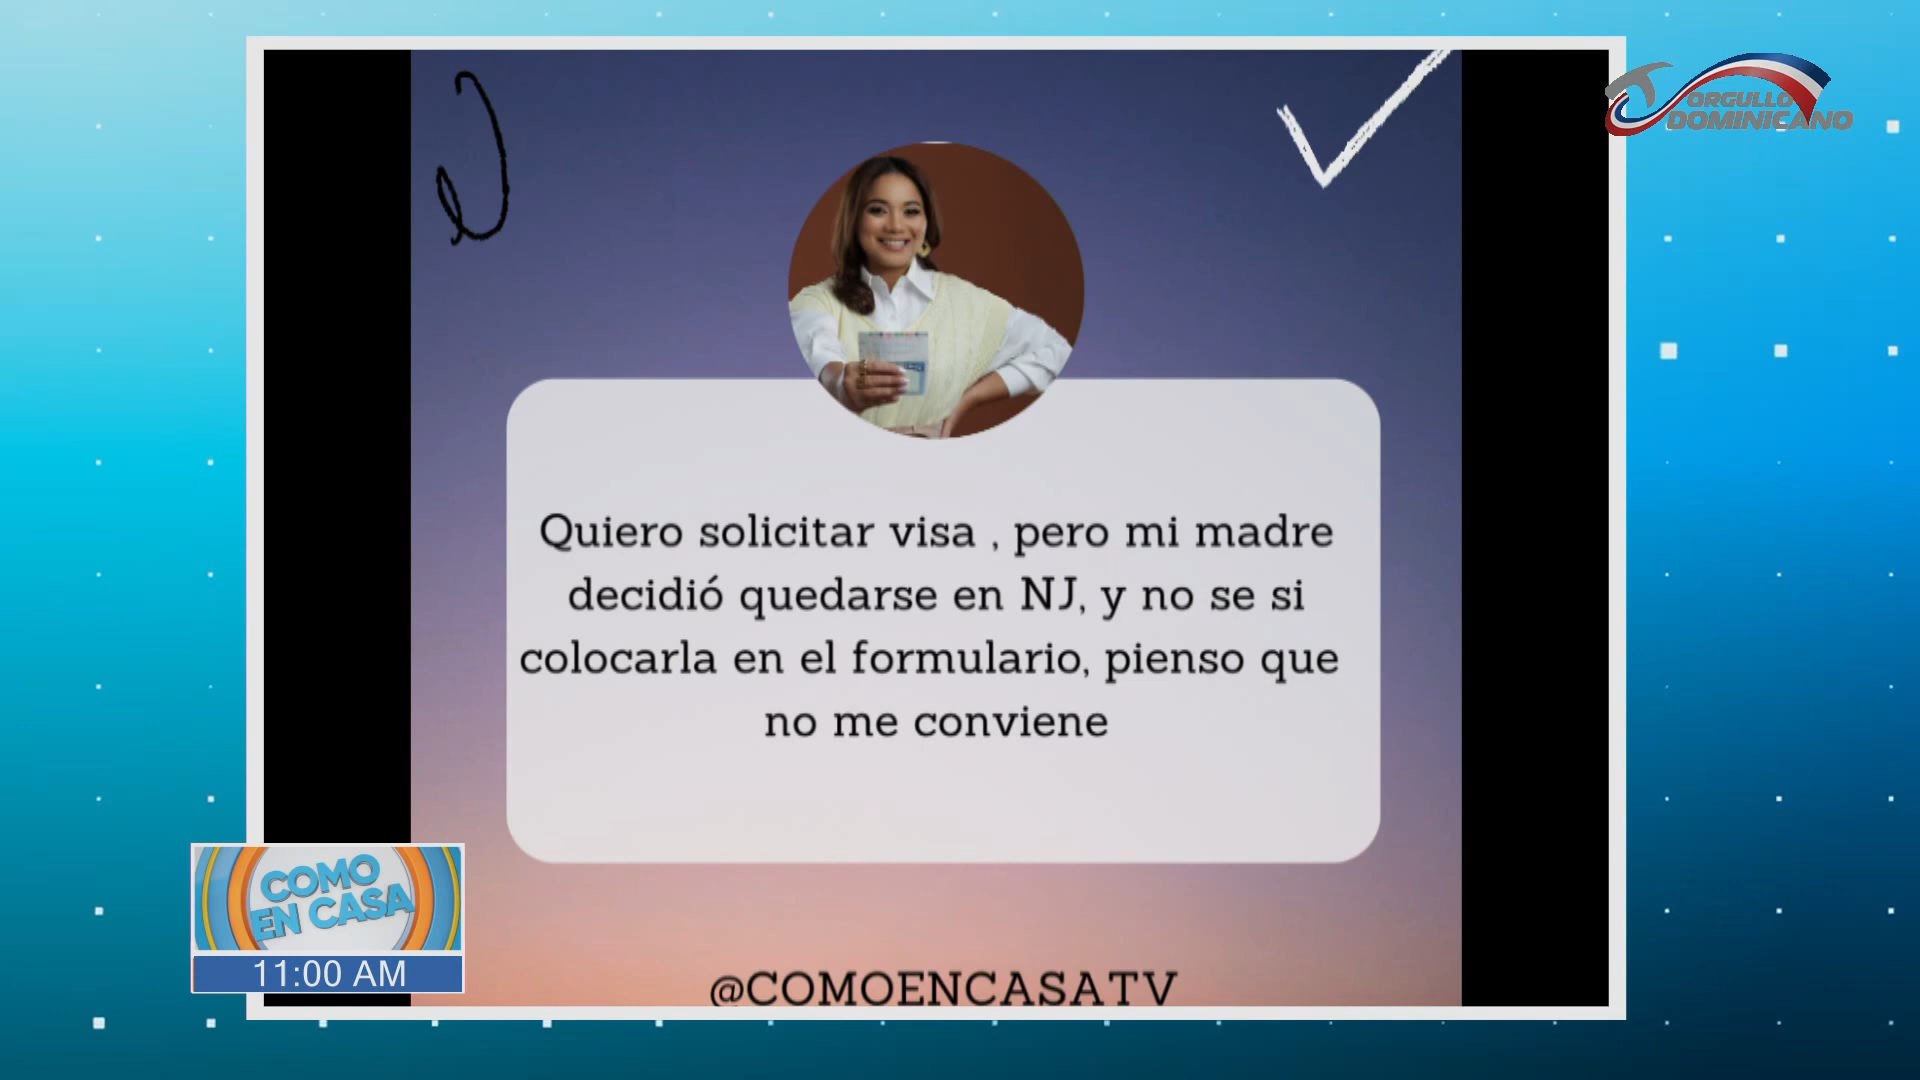 ORGULLO
DOMINICANO
Quiero solicitar visa , pero mi madre
decidió quedarse en NJ, y no se si
colocarla en el formulario, pienso que
no me conviene
COMO
EN CASA
11:00 AM
@COMOENCASATV